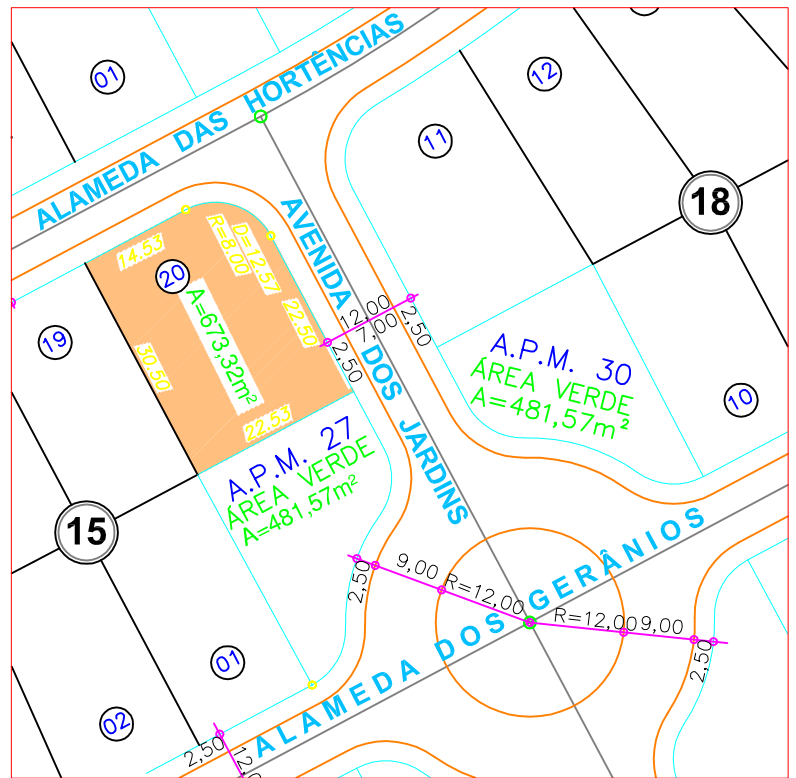 01
ALAMEDA DAS HORTÊNCIAS
12
11
18
AVENIDA DOS JARDINS
14.53
R=8.00
D=12.57
20
A=673,32m²
22.50
30.50
22.53
19
12,00
7,00
2,50
2,50
A.P.M. 30
ÁREA VERDE
A=481,57m²
10
A.P.M. 27
ÁREA VERDE
A=481,57m²
15
9,00
R=12,00
2,50
R=12,00
9,00
2,50
ALAMEDA DOS GERÂNIOS
01
02
2,50